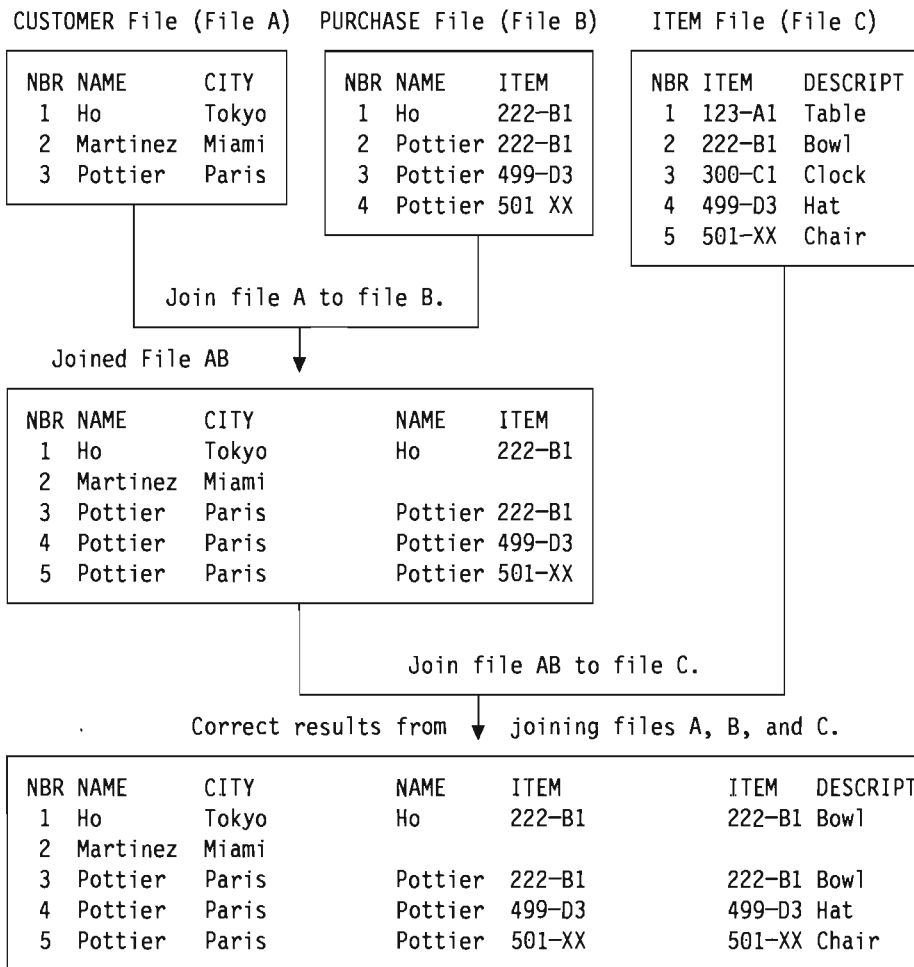 CUSTOMER File (File A) PURCHASE File (File B) ITEM File (File C)
NBR NAME CITY NBR NAME ITEM NBR ITEM DESCRIPT
1 Ho Tokyo 1 Ho 222-B1 1 123-A1 Table
2 Martinez Miami 2 Pottier 222-B1 2 222-B1 Bowl
3 Pottier Paris 3 Pottier 499-D3 3 300-C1 Clock
4 Pottier 501 XX 4 499-D3 Hat
5 501-XX Chair
Join file A to file B.
Joined File AB
NBR NAME CITY NAME ITEM
1 Ho Tokyo Ho 222-B1
2 Martinez Miami
3 Pottier Paris Pottier 222-B1
4 Pottier Paris Pottier 499-D3
5 Pottier Paris Pottier 501-XX
Join file AB to file C.
Correct results from joining files A, B, and C.
NBR NAME CITY NAME ITEM ITEM DESCRIPT
1 Ho Tokyo Ho 222-B1 222-B1 Bowl
2 Martinez Miami
3 Pottier Paris Pottier 222-B1 222-B1 Bowl
4 Pottier Paris Pottier 499-D3 499-D3 Hat
5 Pottier Paris Pottier 501-XX 501-XX Chair